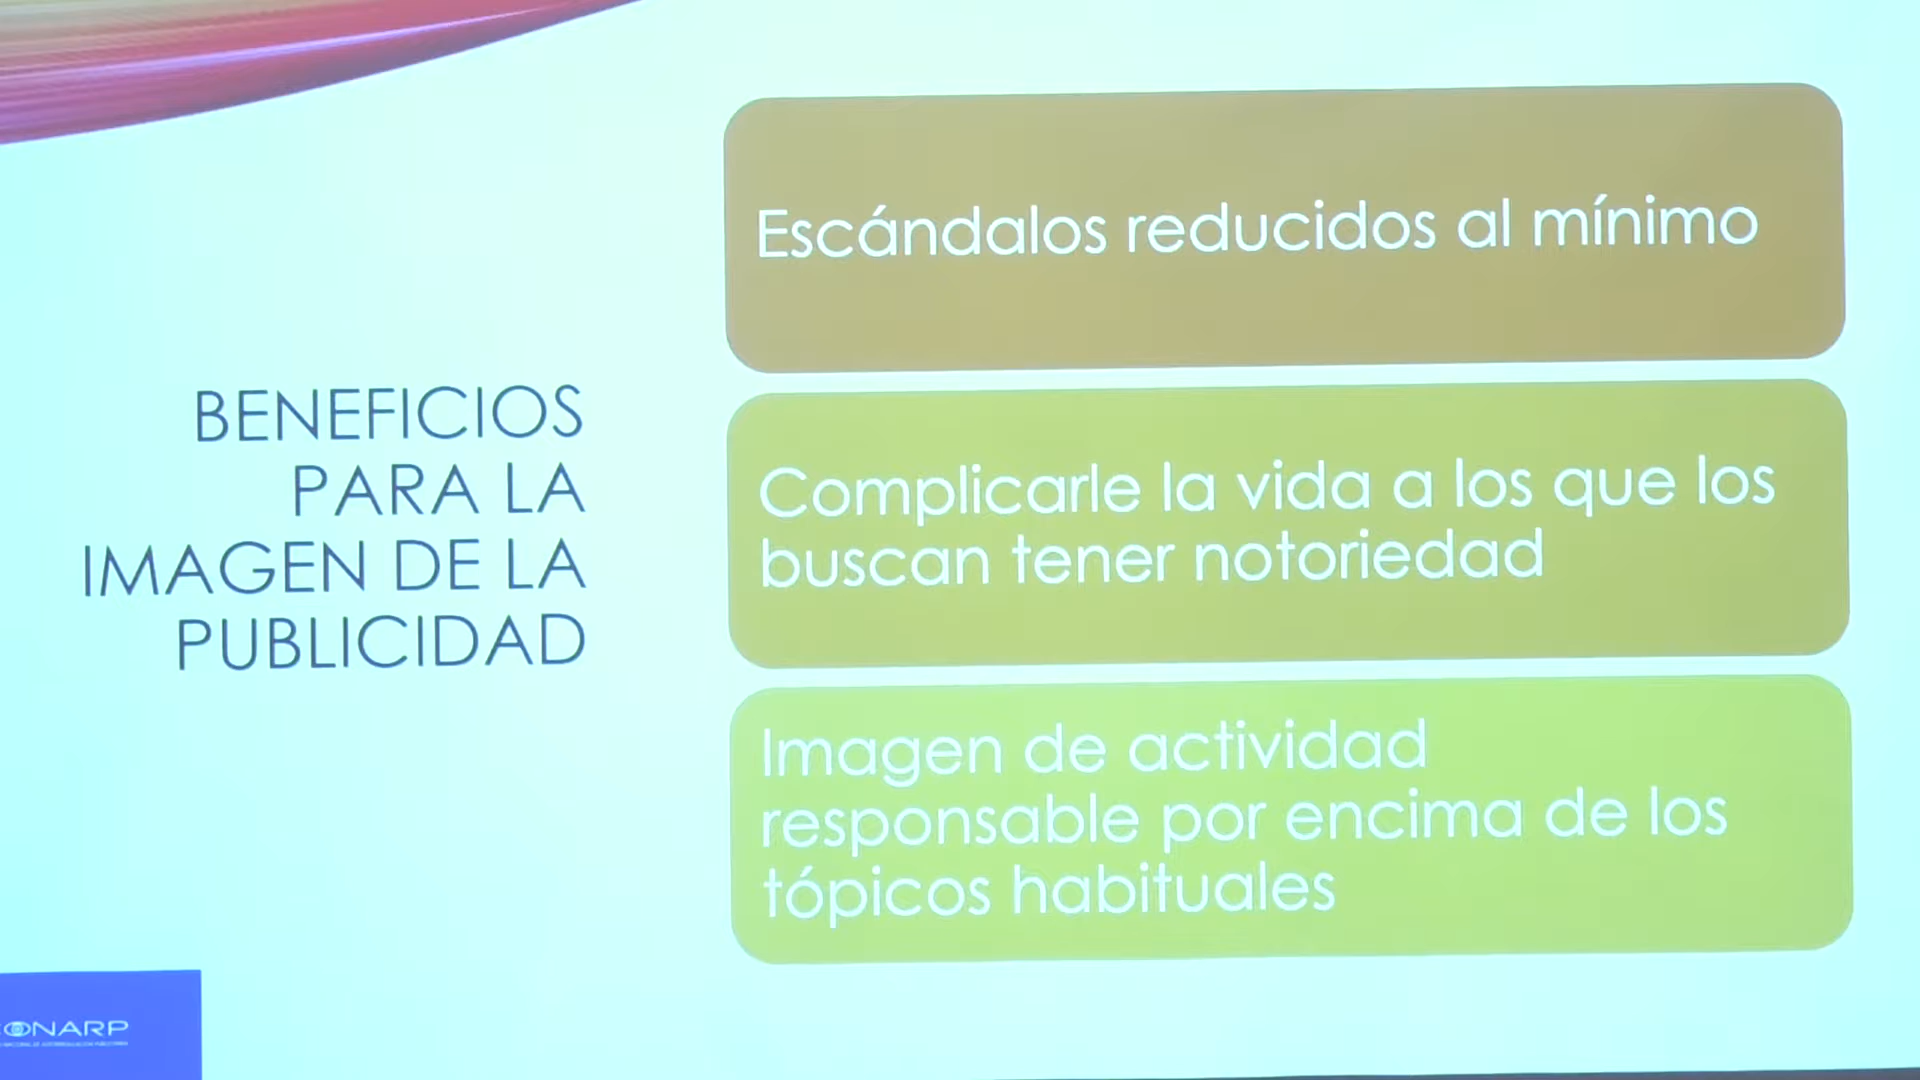 BENEFICIOS
PARA LA
IMAGEN DE LA
PUBLICIDAD
Escándalos reducidos al mínimo
Complicarle la vida a los que los
buscan tener notoriedad
Imagen de actividad
responsable por encima de los
tópicos habituales
CONARP